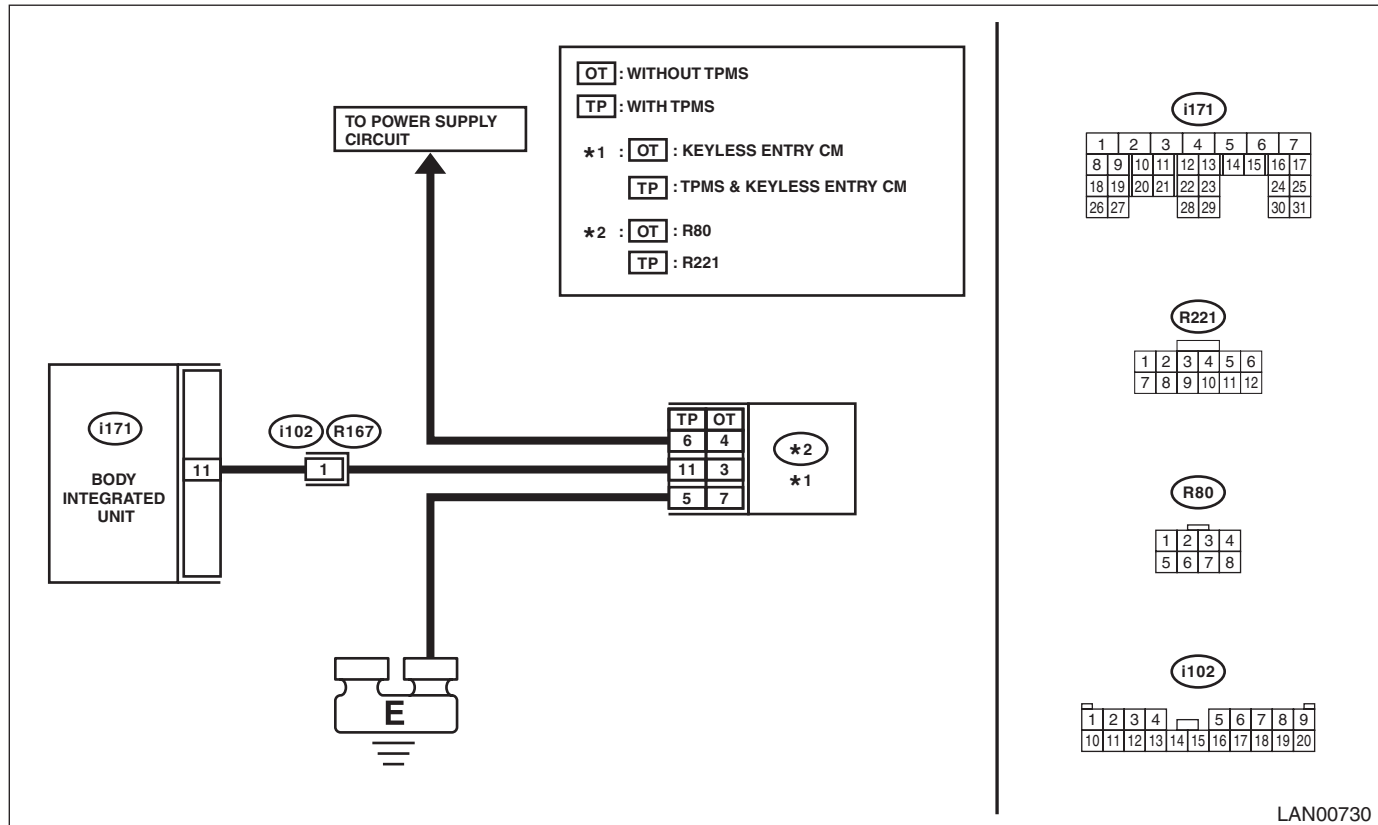 TO POWER SUPPLY
CIRCUIT
OT : WITHOUT TPMS
TP : WITH TPMS
*1 : OT : KEYLESS ENTRY CM
TP : TPMS & KEYLESS ENTRY CM
*2 : OT : R80
TP : R221
i171
BODY
INTEGRATED
UNIT
11
i102 R167
1
TP OT
6 4
11 3
5 7
*2
*1
E
i171
1 2 3 4 5 6 7
8 9 10 11 12 13 14 15 16 17
18 19 20 21 22 23 24 25
26 27 28 29 30 31
R221
1 2 3 4 5 6
7 8 9 10 11 12
R80
1 2 3 4
5 6 7 8
i102
1 2 3 4 5 6 7 8 9
10 11 12 13 14 15 16 17 18 19 20
LAN00730